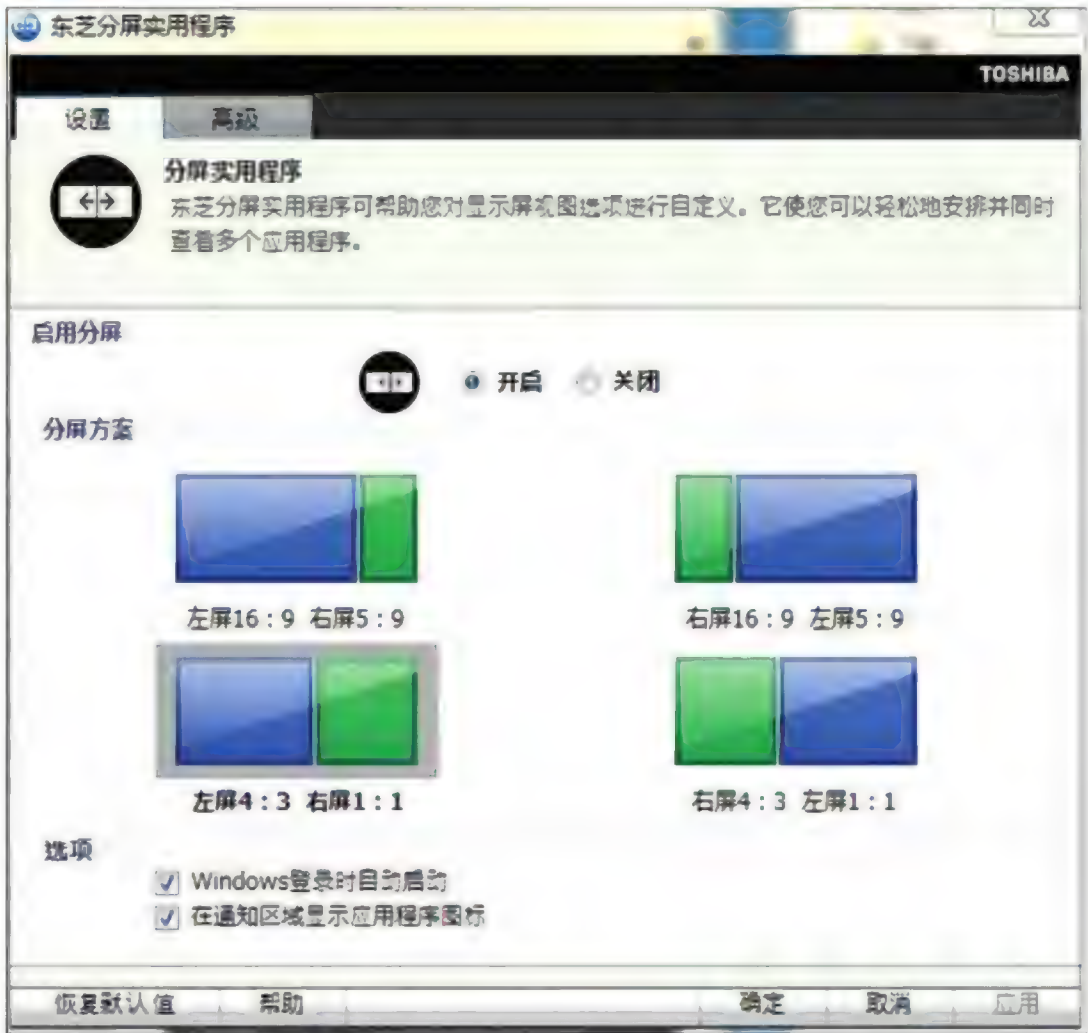 东芝分屏实用程序
TOSHIBA
设置 高级
分屏实用程序
东芝分屏实用程序可帮助您对显示屏视图选项进行自定义。它使您可以轻松地安排并同时
查看多个应用程序。
启用分屏
开启 关闭
分屏方案
左屏16：9 右屏5：9 右屏16：9 左屏5：9
左屏4：3 右屏1：1 右屏4：3 左屏1：1
选项
Windows登录时自动启动
在通知区域显示应用程序图标
恢复默认值 帮助 确定 取消 应用